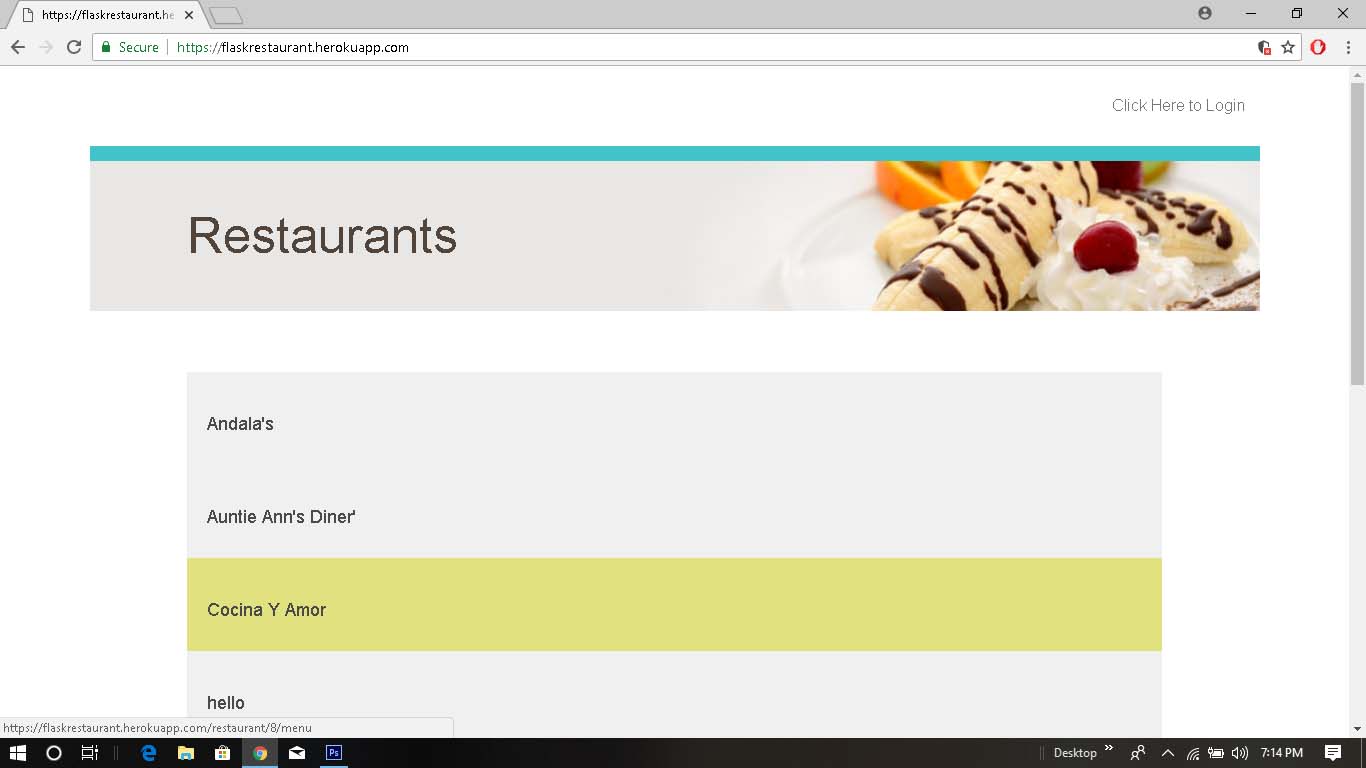 https://flaskrestaurant.he
Secure
https://flaskrestaurant.herokuapp.com
Click Here to Login
Restaurants
Andala's
Auntie Ann's Diner'
Cocina Y Amor
hello
https://flaskrestaurant.herokuapp.com/restaurant/8/menu
Ps
Desktop
7:14 PM